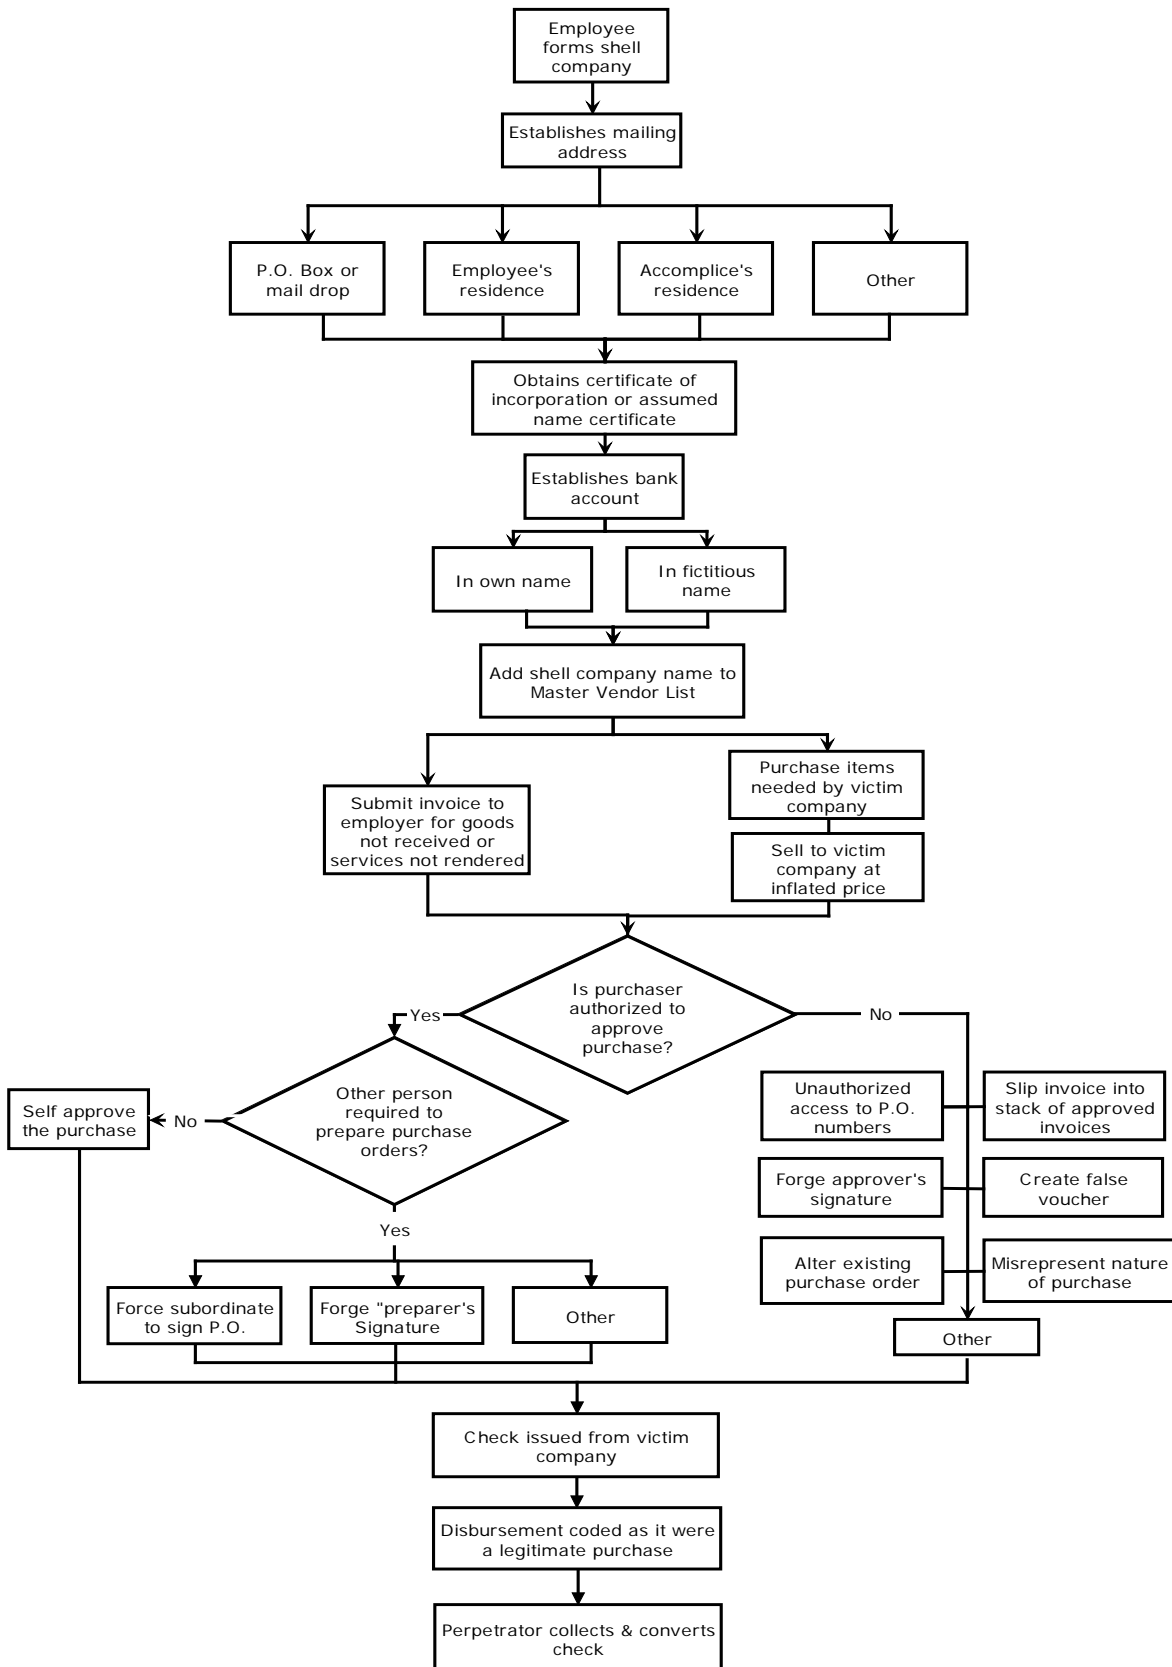 Employee
forms shell
company
Establishes mailing
address
P.O. Box or
mail drop
Employee's
residence
Accomplice's
residence
Other
Obtains certificate of
incorporation or assumed
name certificate
Establishes bank
account
In own name
In fictitious
name
Add shell company name to
Master Vendor List
Submit invoice to
employer for goods
not received or
services not rendered
Purchase items
needed by victim
company
Sell to victim
company at
inflated price
Is purchaser
authorized to
approve
purchase?
Yes
No
Other person
required to
prepare purchase
orders?
No
Self approve
the purchase
Yes
Unauthorized
access to P.O.
numbers
Slip invoice into
stack of approved
invoices
Forge approver's
signature
Create false
voucher
Alter existing
purchase order
Misrepresent nature
of purchase
Other
Force subordinate
to sign P.O.
Forge "preparer's
Signature
Other
Check issued from victim
company
Disbursement coded as it were
a legitimate purchase
Perpetrator collects & converts
check